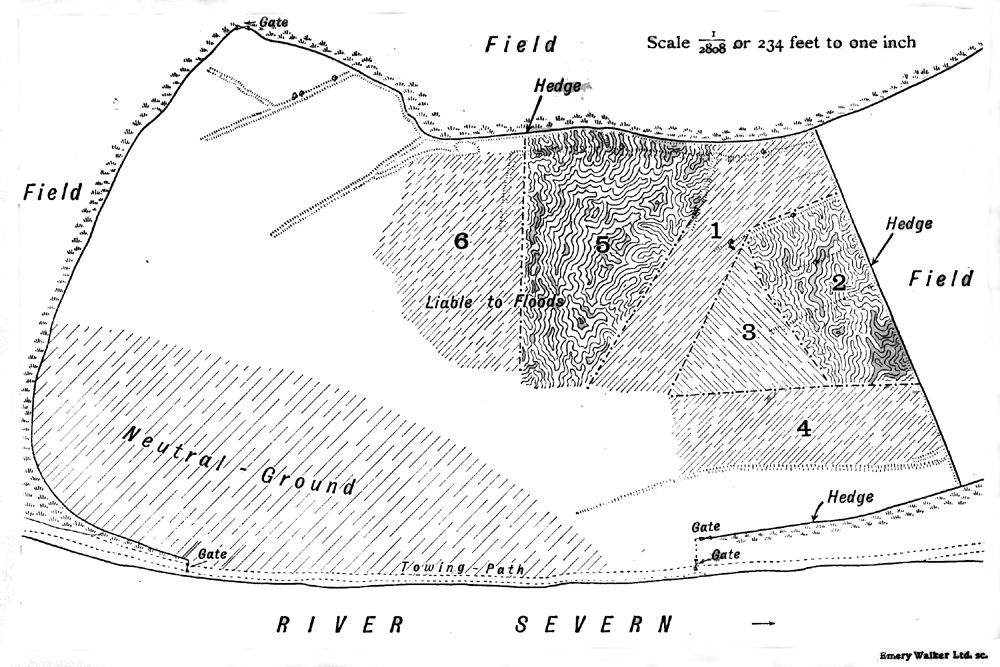 Gate
Field
Scale 1/2808 or 234 feet to one inch
Hedge
Field
1
Hedge
6
5
2
Field
Liable to Floods
3
4
Neutral-Ground
Hedge
Gate
Gate
Gate
Towing-Path
RIVER SEVERN
Emery Walker Ltd. sc.